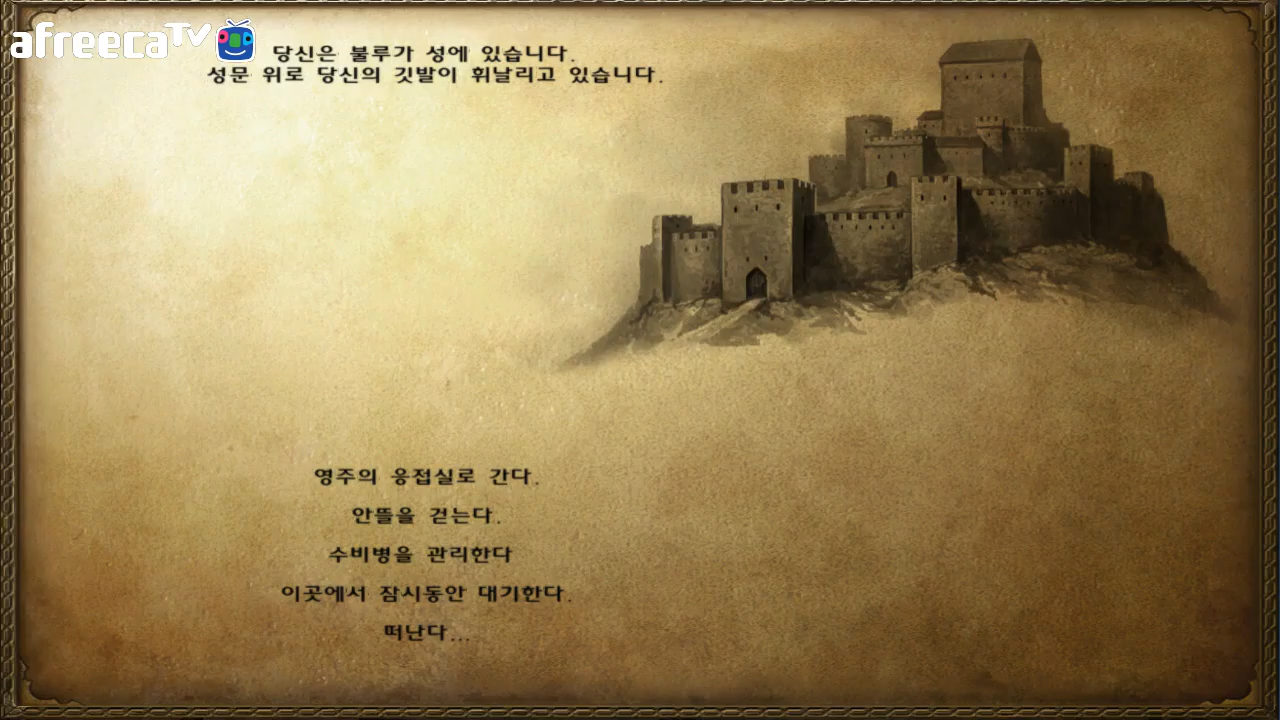 afreecaTV
당신은 불루가 성에 있습니다.
성문 위로 당신의 깃발이 휘날리고 있습니다.
영주의 응접실로 간다.
안뜰을 걷는다.
수비병을 관리한다
이곳에서 잠시동안 대기한다.
떠난다...